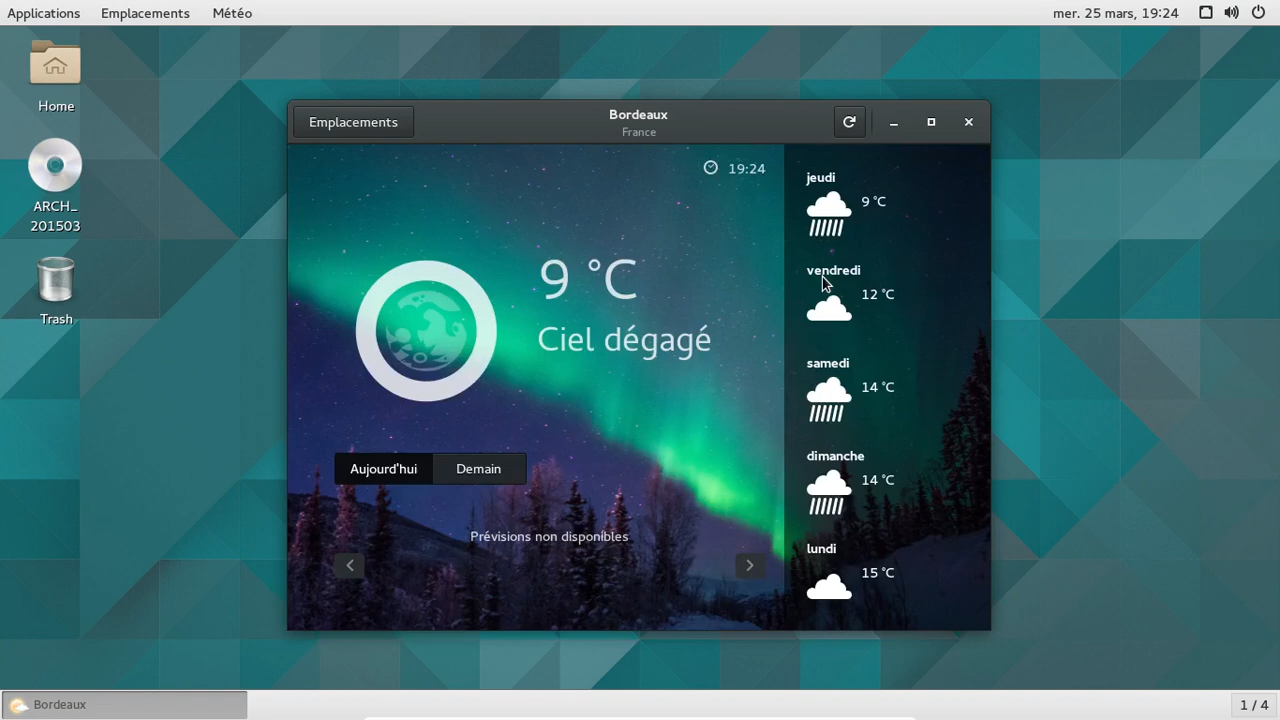 Applications Emplacements Météo mer. 25 mars, 19:24
Home
ARCH_
201503
Trash
Emplacements
Bordeaux
France
19:24
9 °C
Ciel dégagé
Aujourd'hui Demain
Prévisions non disponibles
jeudi
9 °C
vendredi
12 °C
samedi
14 °C
dimanche
14 °C
lundi
15 °C
Bordeaux
1 / 4